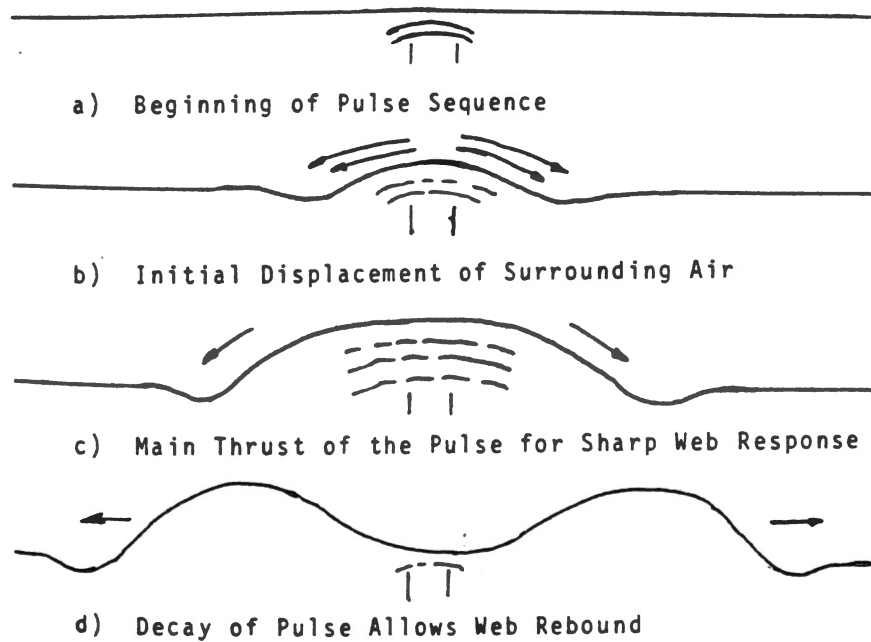 a) Beginning of Pulse Sequence
b) Initial Displacement of Surrounding Air
c) Main Thrust of the Pulse for Sharp Web Response
d) Decay of Pulse Allows Web Rebound